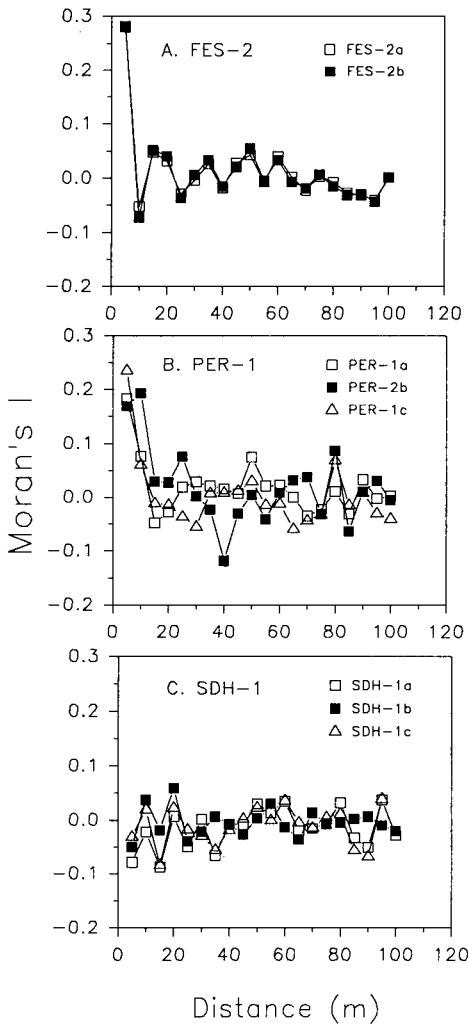 A. FES-2
FES-2a
FES-2b
0.3
0.2
0.1
0.0
-0.1
-0.2
0 20 40 60 80 100 120
B. PER-1
PER-1a
PER-2b
PER-1c
0.3
0.2
0.1
0.0
-0.1
-0.2
0 20 40 60 80 100 120
Moran's I
C. SDH-1
SDH-1a
SDH-1b
SDH-1c
0.3
0.2
0.1
0.0
-0.1
-0.2
0 20 40 60 80 100 120
Distance (m)